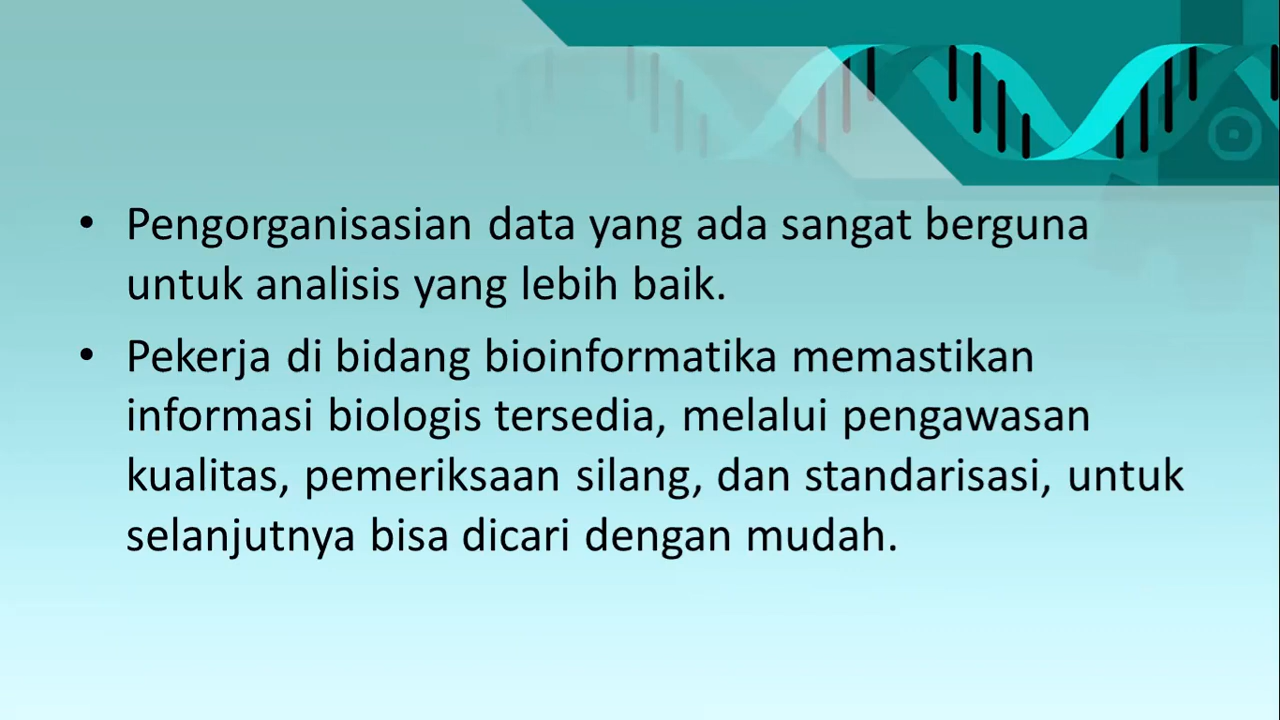 • Pengorganisasian data yang ada sangat berguna
untuk analisis yang lebih baik.
• Pekerja di bidang bioinformatika memastikan
informasi biologis tersedia, melalui pengawasan
kualitas, pemeriksaan silang, dan standarisasi, untuk
selanjutnya bisa dicari dengan mudah.